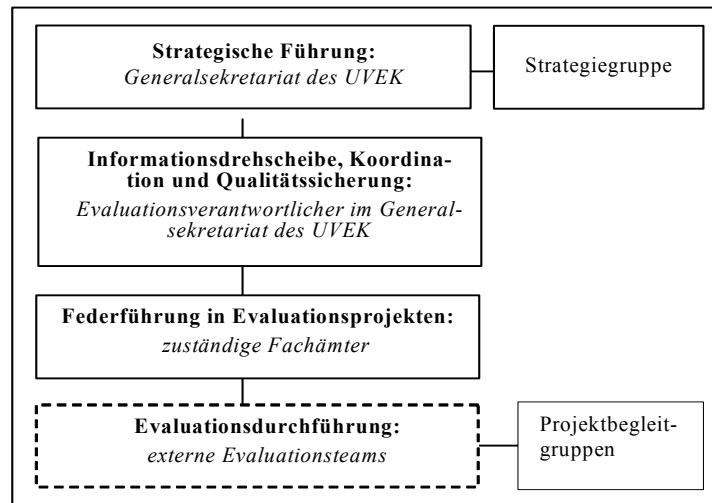 Strategische Führung:
Generalsekretariat des UVEK
Strategiegruppe
Informationsdrehscheibe, Koordina-
tion und Qualitätssicherung:
Evaluationsverantwortlicher im General-
sekretariat des UVEK
Federführung in Evaluationsprojekten:
zuständige Fachämter
Evaluationsdurchführung:
externe Evaluationsteams
Projektbegleit-
gruppen